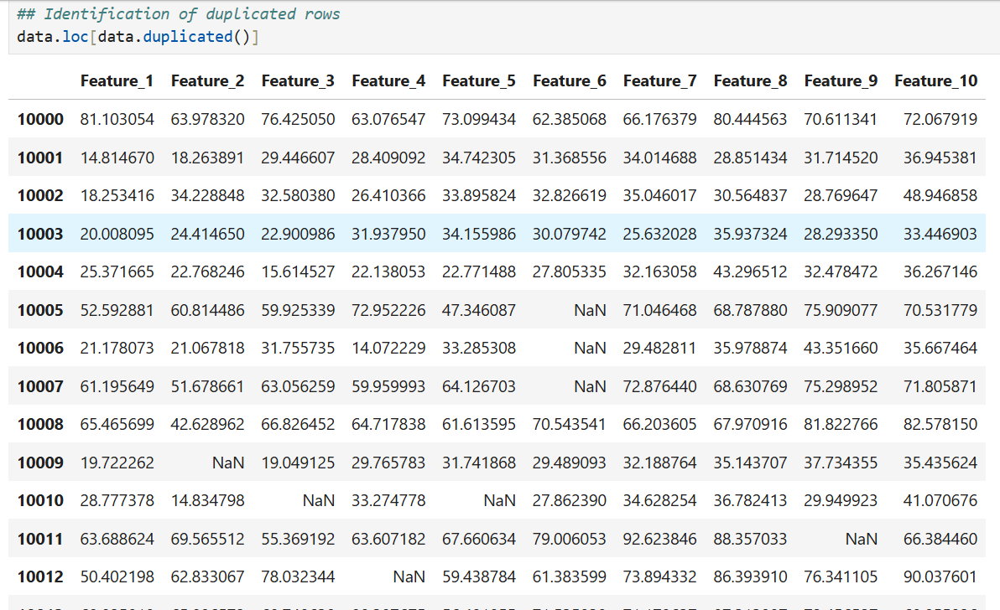 ## Identification of duplicated rows
data.loc[data.duplicated()]
Feature_1 Feature_2 Feature_3 Feature_4 Feature_5 Feature_6 Feature_7 Feature_8 Feature_9 Feature_10
10000 81.103054 63.978320 76.425050 63.076547 73.099434 62.385068 66.176379 80.444563 70.611341 72.067919
10001 14.814670 18.263891 29.446607 28.409092 34.742305 31.368556 34.014688 28.851434 31.714520 36.945381
10002 18.253416 34.228848 32.580380 26.410366 33.895824 32.826619 35.046017 30.564837 28.769647 48.946858
10003 20.008095 24.414650 22.900986 31.937950 34.155986 30.079742 25.632028 35.937324 28.293350 33.446903
10004 25.371665 22.768246 15.614527 22.138053 22.771488 27.805335 32.163058 43.296512 32.478472 36.267146
10005 52.592881 60.814486 59.925339 72.952226 47.346087 NaN 71.046468 68.787880 75.909077 70.531779
10006 21.178073 21.067818 31.755735 14.072229 33.285308 NaN 29.482811 35.978874 43.351660 35.667464
10007 61.195649 51.678661 63.056259 59.959993 64.126703 NaN 72.876440 68.630769 75.298952 71.805871
10008 65.465699 42.628962 66.826452 64.717838 61.613595 70.543541 66.203605 67.970916 81.822766 82.578150
10009 19.722262 NaN 19.049125 29.765783 31.741868 29.489093 32.188764 35.143707 37.734355 35.435624
10010 28.777378 14.834798 NaN 33.274778 NaN 27.862390 34.628254 36.782413 29.949923 41.070676
10011 63.688624 69.565512 55.369192 63.607182 67.660634 79.006053 92.623846 88.357033 NaN 66.384460
10012 50.402198 62.833067 78.032344 NaN 59.438784 61.383599 73.894332 86.393910 76.341105 90.037601